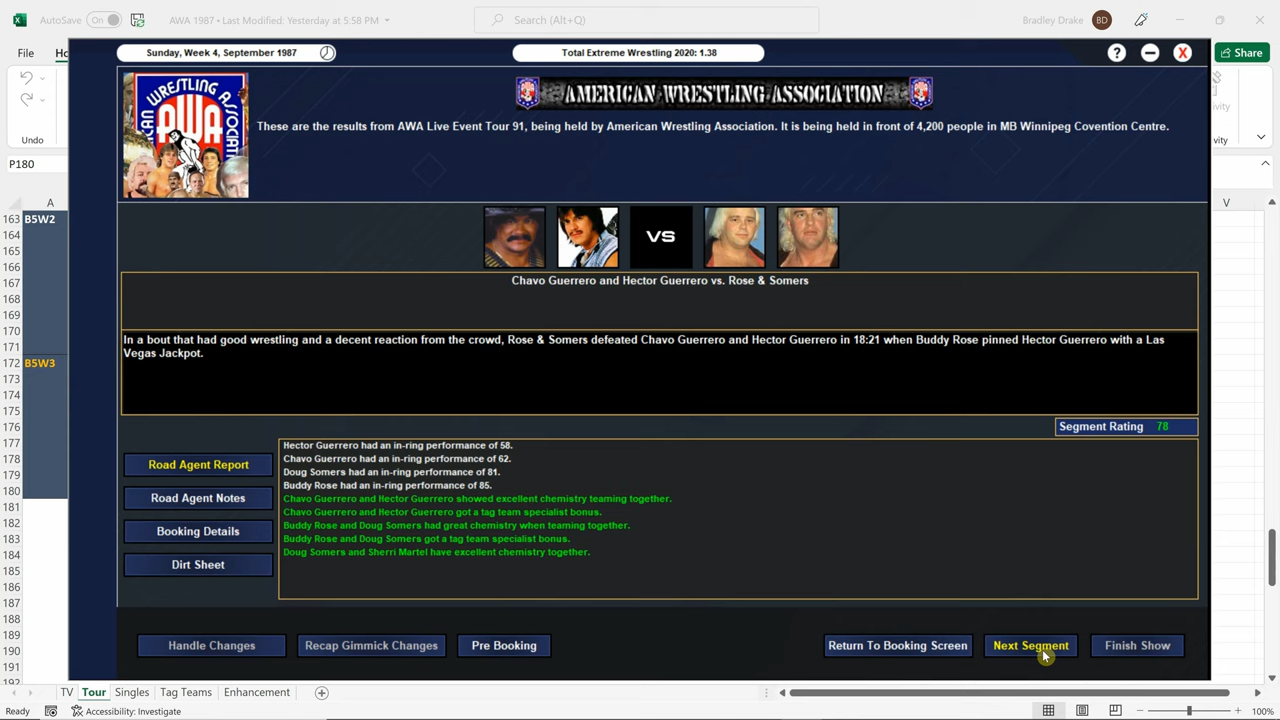 AutoSave
On
AWA 1987 • Last Modified: Yesterday at 5:58 PM
Search (Alt+Q)
Bradley Drake
BD
File
Ho
Share
Undo
ivity
vity
P180
Sunday, Week 4, September 1987
Total Extreme Wrestling 2020: 1.38
?
X
AMERICAN WRESTLING ASSOCIATION
AWA
These are the results from AWA Live Event Tour 91, being held by American Wrestling Association. It is being held in front of 4,200 people in MB Winnipeg Covention Centre.
VS
Chavo Guerrero and Hector Guerrero vs. Rose & Somers
In a bout that had good wrestling and a decent reaction from the crowd, Rose & Somers defeated Chavo Guerrero and Hector Guerrero in 18:21 when Buddy Rose pinned Hector Guerrero with a Las
Vegas Jackpot.
Segment Rating 78
Road Agent Report
Road Agent Notes
Booking Details
Dirt Sheet
Hector Guerrero had an in-ring performance of 58.
Chavo Guerrero had an in-ring performance of 62.
Doug Somers had an in-ring performance of 81.
Buddy Rose had an in-ring performance of 85.
Chavo Guerrero and Hector Guerrero showed excellent chemistry teaming together.
Chavo Guerrero and Hector Guerrero got a tag team specialist bonus.
Buddy Rose and Doug Somers had great chemistry when teaming together.
Buddy Rose and Doug Somers got a tag team specialist bonus.
Doug Somers and Sherri Martel have excellent chemistry together.
Handle Changes
Recap Gimmick Changes
Pre Booking
Return To Booking Screen
Next Segment
Finish Show
A
V
163 B5W2
164
165
166
167
168
169
170
171
172 B5W3
173
174
175
176
177
178
179
180
181
182
183
184
185
186
187
188
189
190
191
192
TV
Tour
Singles
Tag Teams
Enhancement
Ready
Accessibility: Investigate
100%